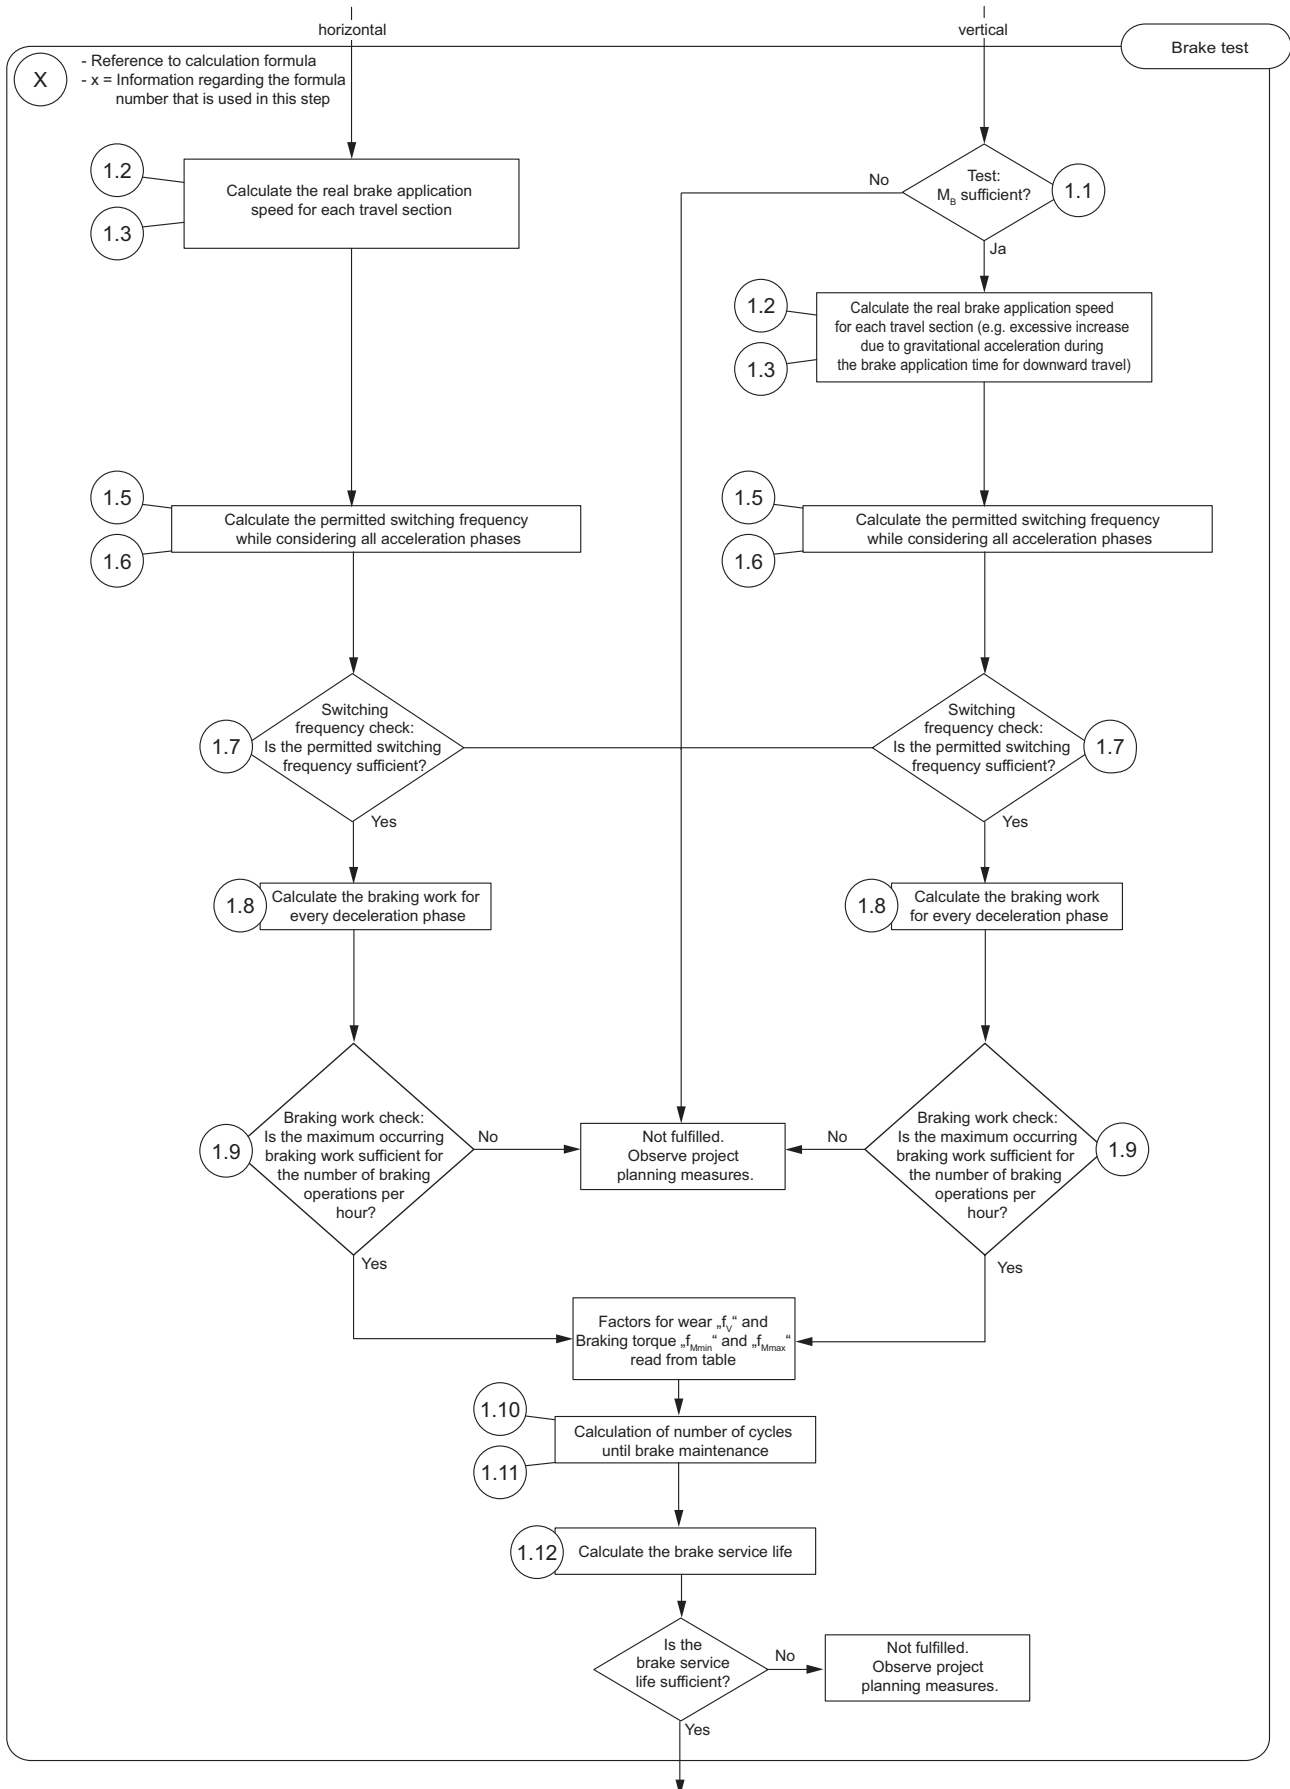 horizontal
vertical
Brake test
X
- Reference to calculation formula
- x = Information regarding the formula
number that is used in this step
1.2
1.3
Calculate the real brake application
speed for each travel section
No
Test:
M_B sufficient?
1.1
Ja
1.2
1.3
Calculate the real brake application speed
for each travel section (e.g. excessive increase
due to gravitational acceleration during
the brake application time for downward travel)
1.5
1.6
Calculate the permitted switching frequency
while considering all acceleration phases
1.5
1.6
Calculate the permitted switching frequency
while considering all acceleration phases
1.7
Switching
frequency check:
Is the permitted switching
frequency sufficient?
Yes
Switching
frequency check:
Is the permitted switching
frequency sufficient?
1.7
Yes
1.8
Calculate the braking work for
every deceleration phase
1.8
Calculate the braking work
for every deceleration phase
1.9
Braking work check:
Is the maximum occurring
braking work sufficient for
the number of braking
operations per
hour?
No
Yes
Not fulfilled.
Observe project
planning measures.
No
Braking work check:
Is the maximum occurring
braking work sufficient for
the number of braking
operations per
hour?
1.9
Yes
Factors for wear „f_V“ and
Braking torque „f_Mmin“ and „f_Mmax“
read from table
1.10
1.11
Calculation of number of cycles
until brake maintenance
1.12
Calculate the brake service life
Is the
brake service
life sufficient?
No
Not fulfilled.
Observe project
planning measures.
Yes